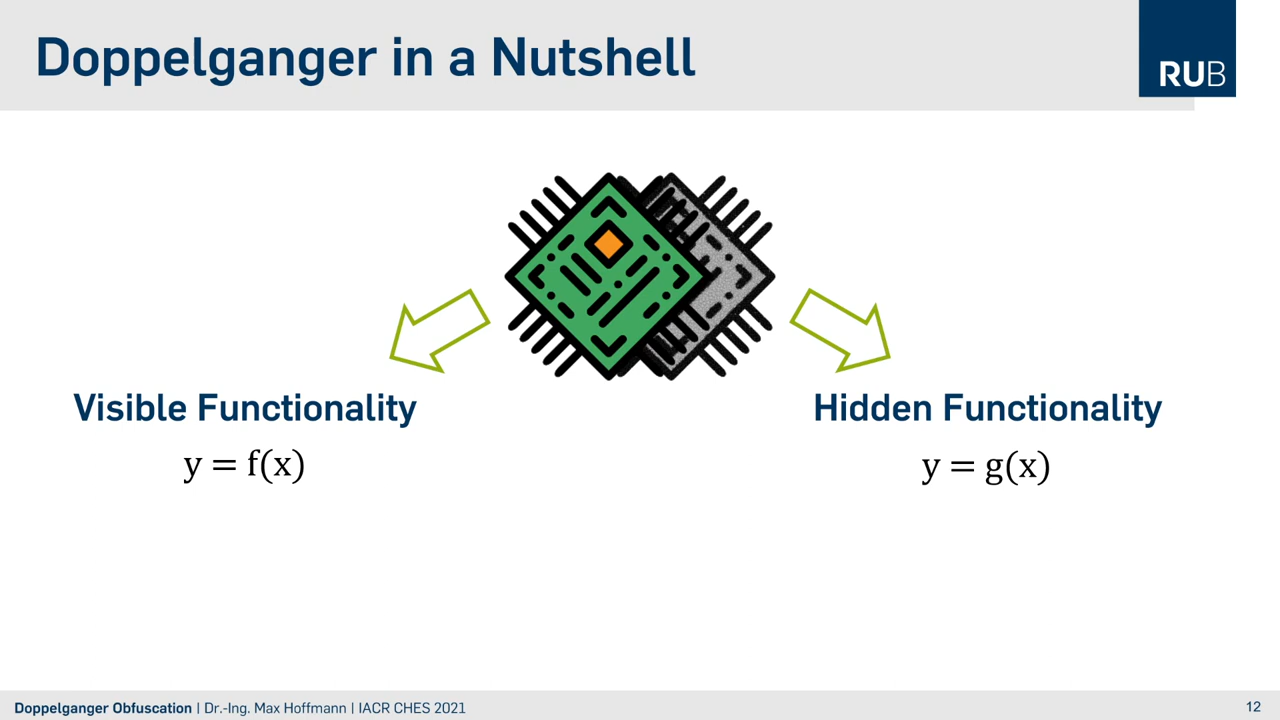 Doppelganger in a Nutshell
RUB
Visible Functionality
y = f(x)
Hidden Functionality
y = g(x)
Doppelganger Obfuscation | Dr.-Ing. Max Hoffmann | IACR CHES 2021
12